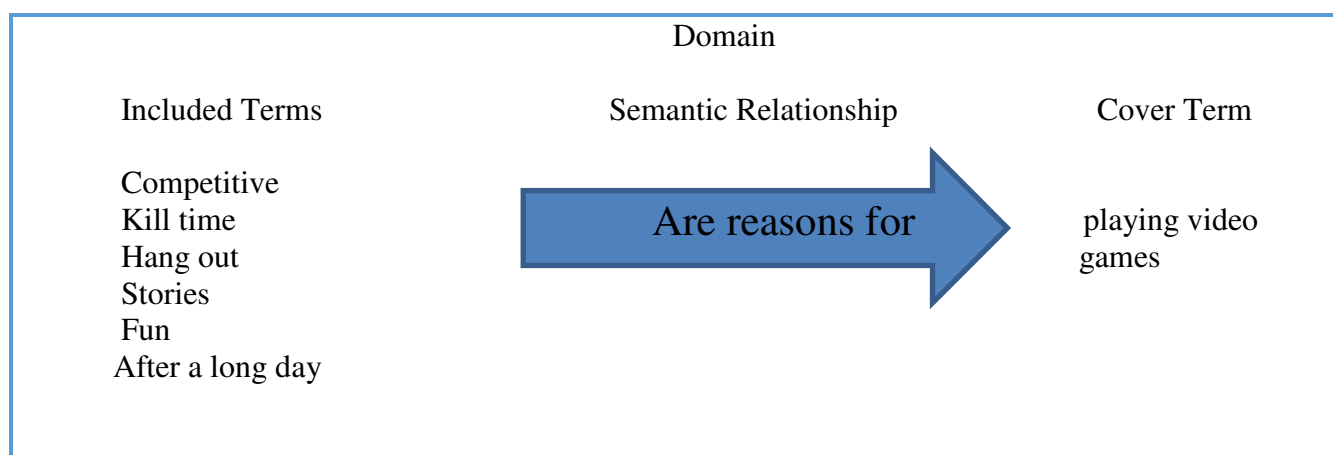 Domain
Included Terms Semantic Relationship Cover Term
Competitive
Kill time
Hang out
Stories
Fun
After a long day
Are reasons for
playing video
games